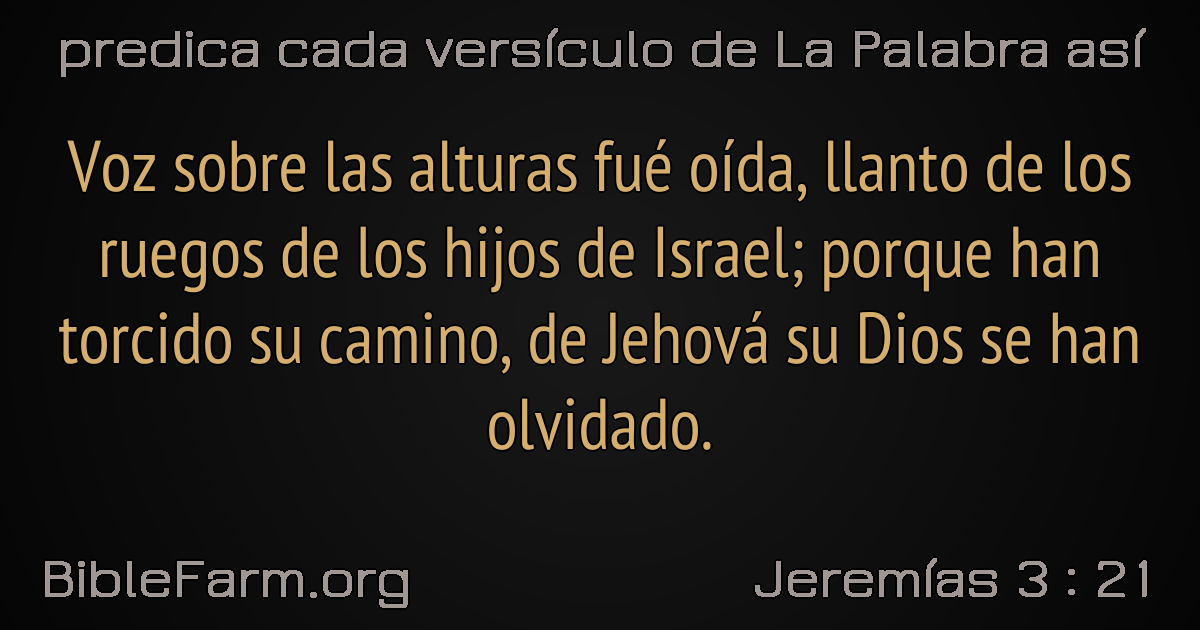 predica cada versículo de La Palabra así
Voz sobre las alturas fué oída, llanto de los
ruegos de los hijos de Israel; porque han
torcido su camino, de Jehová su Dios se han
olvidado.
BibleFarm.org
Jeremías 3 : 21